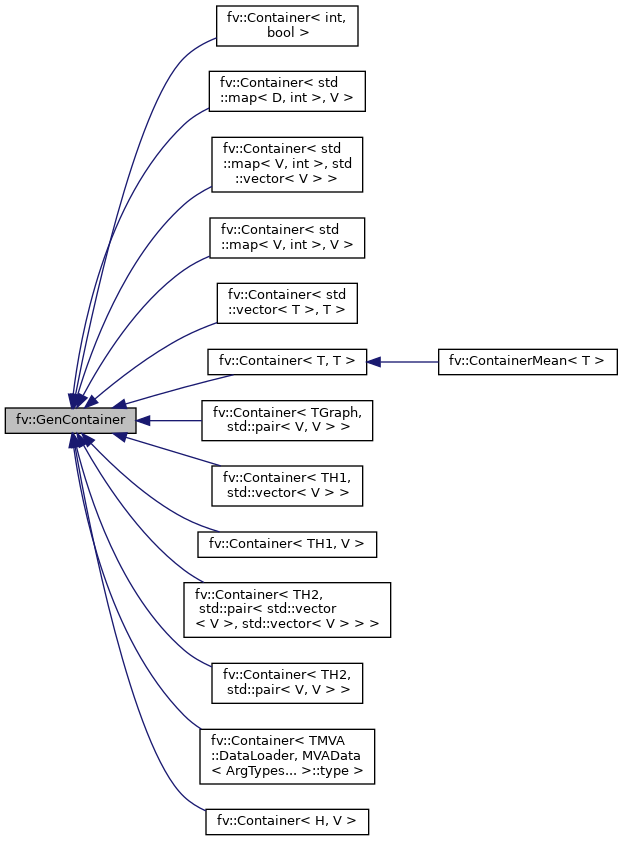 fv::Container< int,
bool >
fv::Container< std
::map< D, int >, V >
fv::Container< std
::map< V, int >, std
::vector< V > >
fv::Container< std
::map< V, int >, V >
fv::Container< std
::vector< T >, T >
fv::Container< T, T >
fv::ContainerMean< T >
fv::GenContainer
fv::Container< TGraph,
std::pair< V, V > >
fv::Container< TH1,
std::vector< V > >
fv::Container< TH1, V >
fv::Container< TH2,
std::pair< std::vector
< V >, std::vector< V > > >
fv::Container< TH2,
std::pair< V, V > >
fv::Container< TMVA
::DataLoader, MVAData
< ArgTypes... >::type >
fv::Container< H, V >